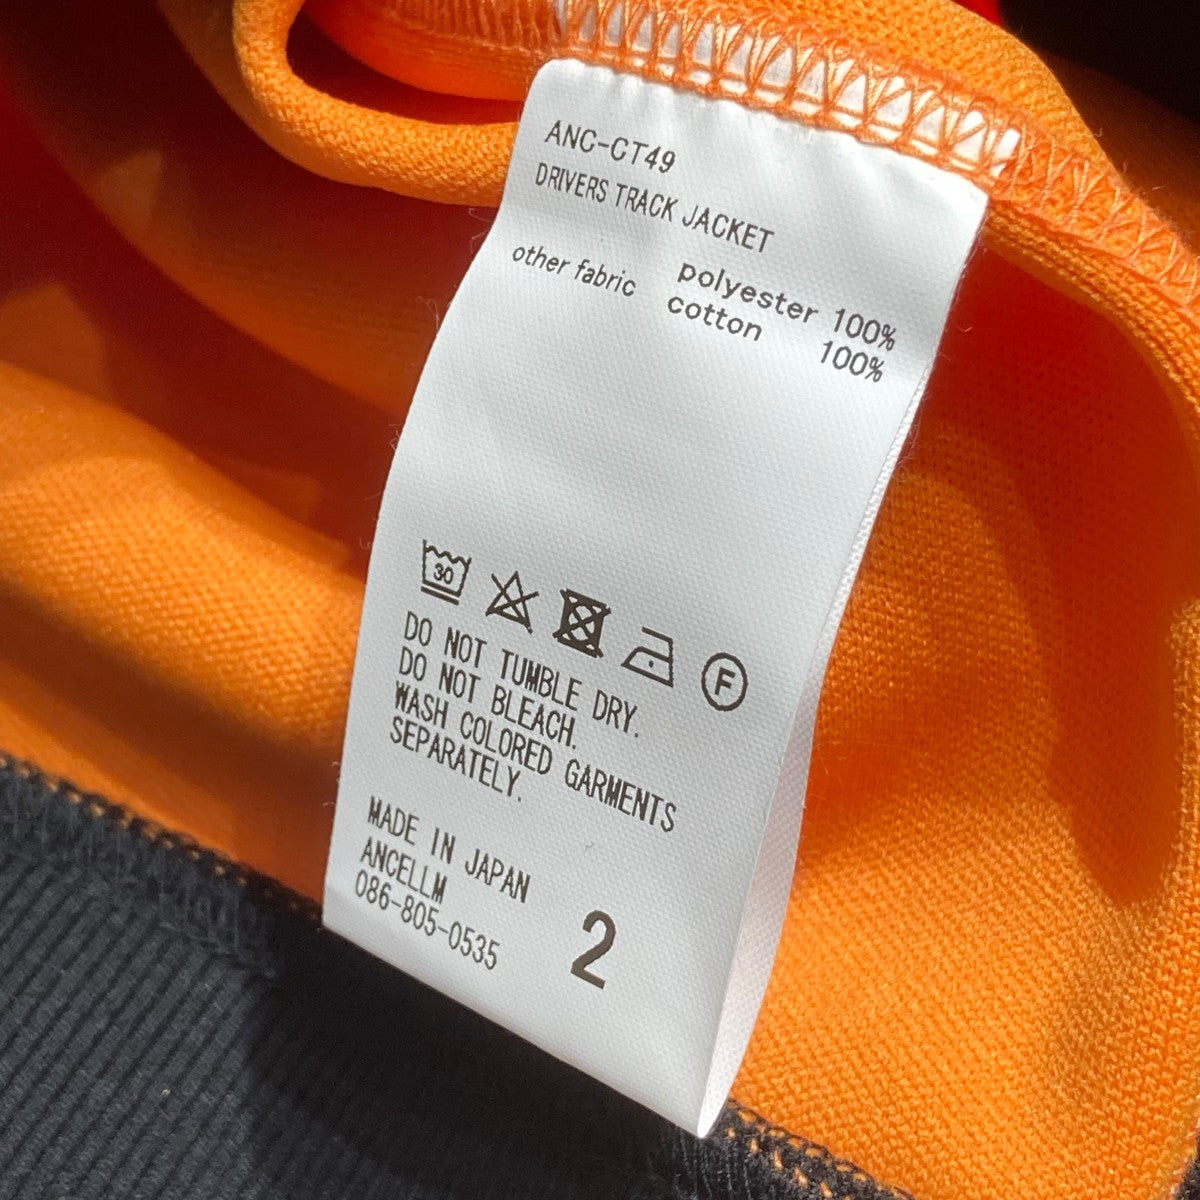 ANC-CT49
DRIVERS TRACK JACKET
polyester 100%
other fabric cotton 100%
30
F
DO NOT TUMBLE DRY.
DO NOT BLEACH.
WASH COLORED GARMENTS
SEPARATELY.
MADE IN JAPAN
ANCELLM
086-805-0535
2